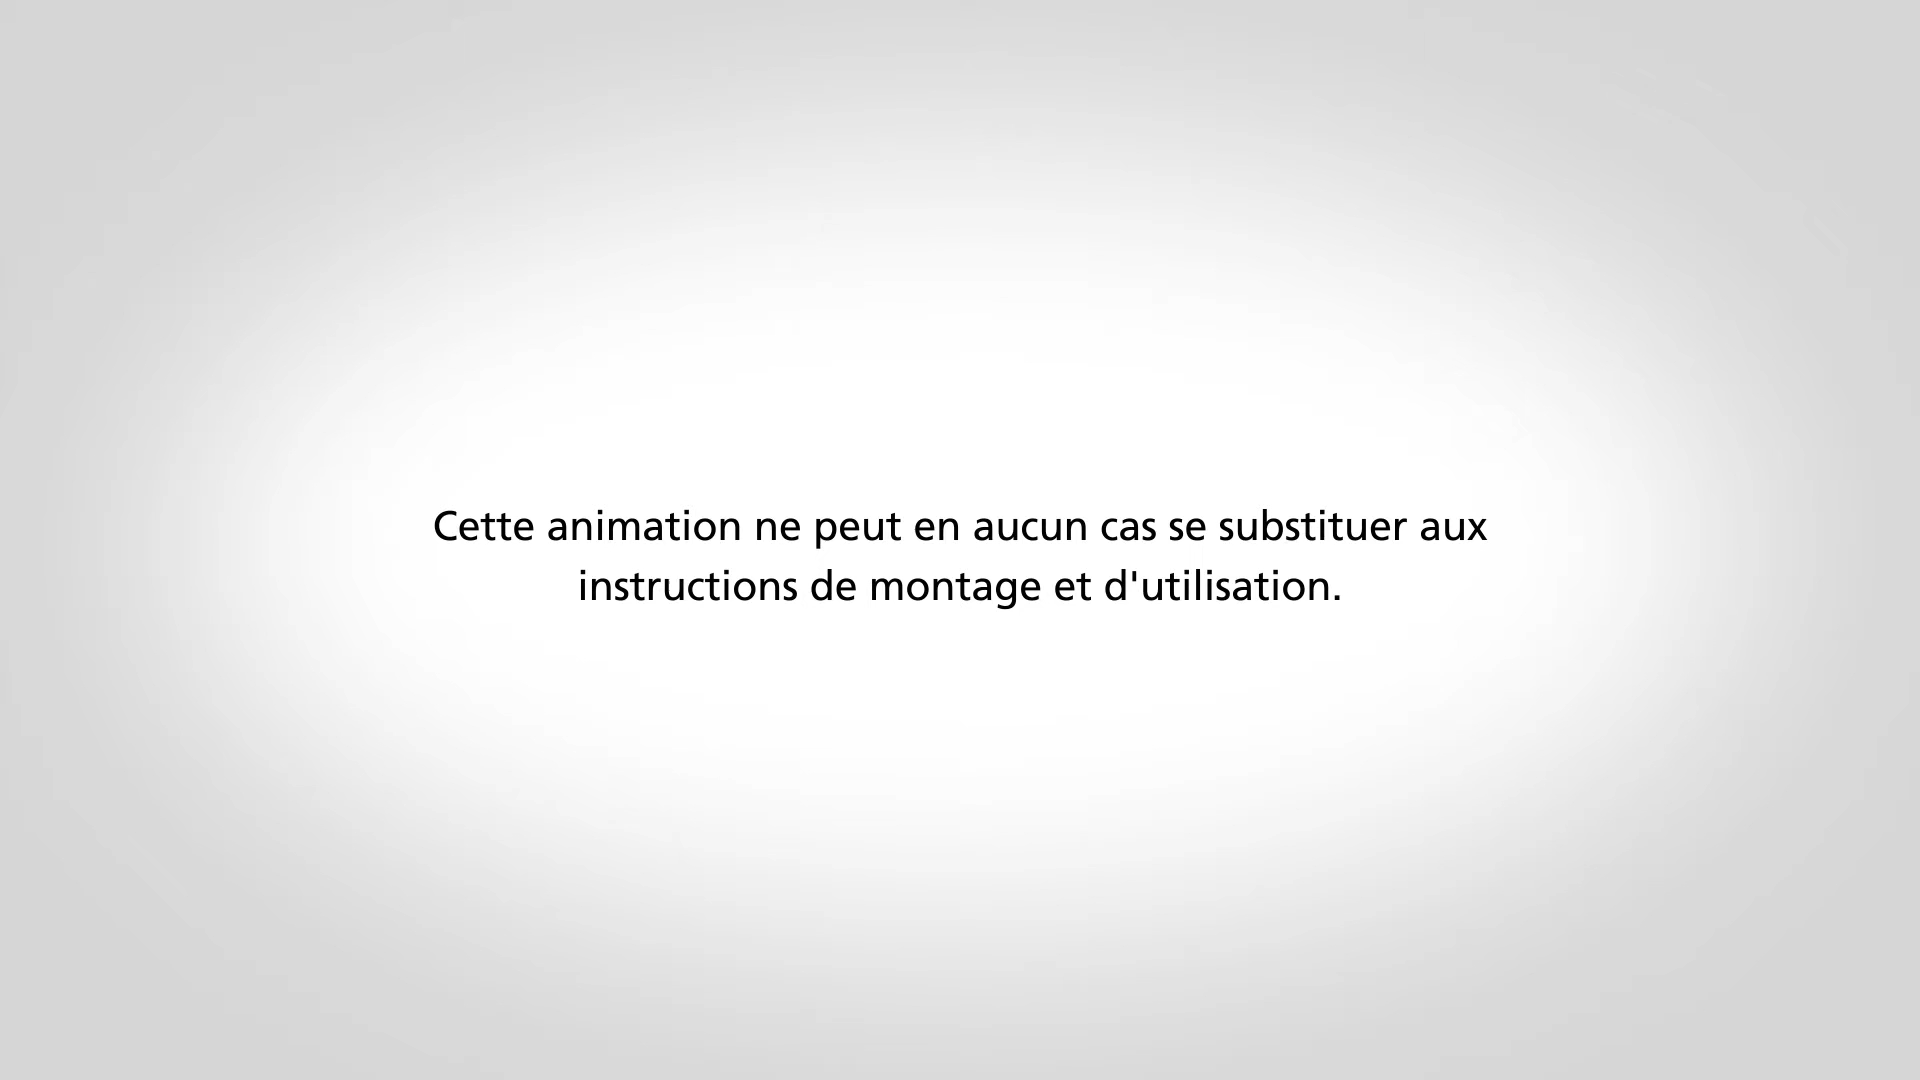 Cette animation ne peut en aucun cas se substituer aux
instructions de montage et d'utilisation.